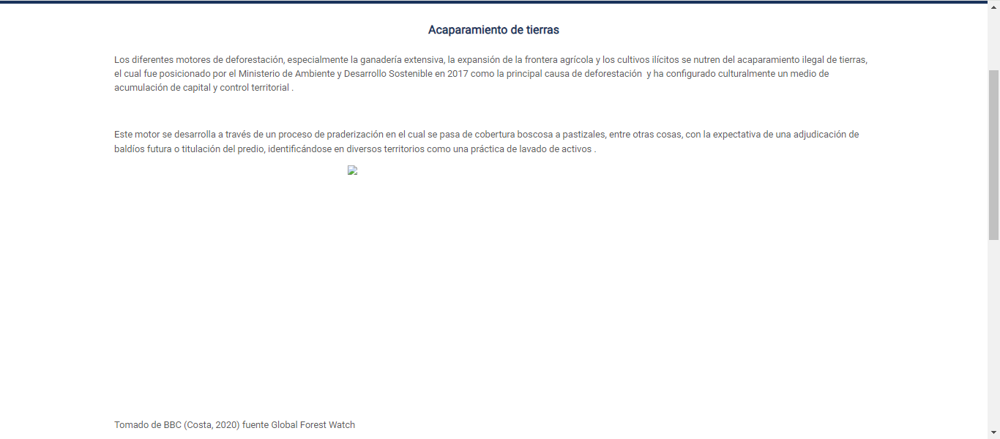 Acaparamiento de tierras
Los diferentes motores de deforestación, especialmente la ganadería extensiva, la expansión de la frontera agrícola y los cultivos ilícitos se nutren del acaparamiento ilegal de tierras,
el cual fue posicionado por el Ministerio de Ambiente y Desarrollo Sostenible en 2017 como la principal causa de deforestación  y ha configurado culturalmente un medio de
acumulación de capital y control territorial .
Este motor se desarrolla a través de un proceso de praderización en el cual se pasa de cobertura boscosa a pastizales, entre otras cosas, con la expectativa de una adjudicación de
baldíos futura o titulación del predio, identificándose en diversos territorios como una práctica de lavado de activos .
Tomado de BBC (Costa, 2020) fuente Global Forest Watch